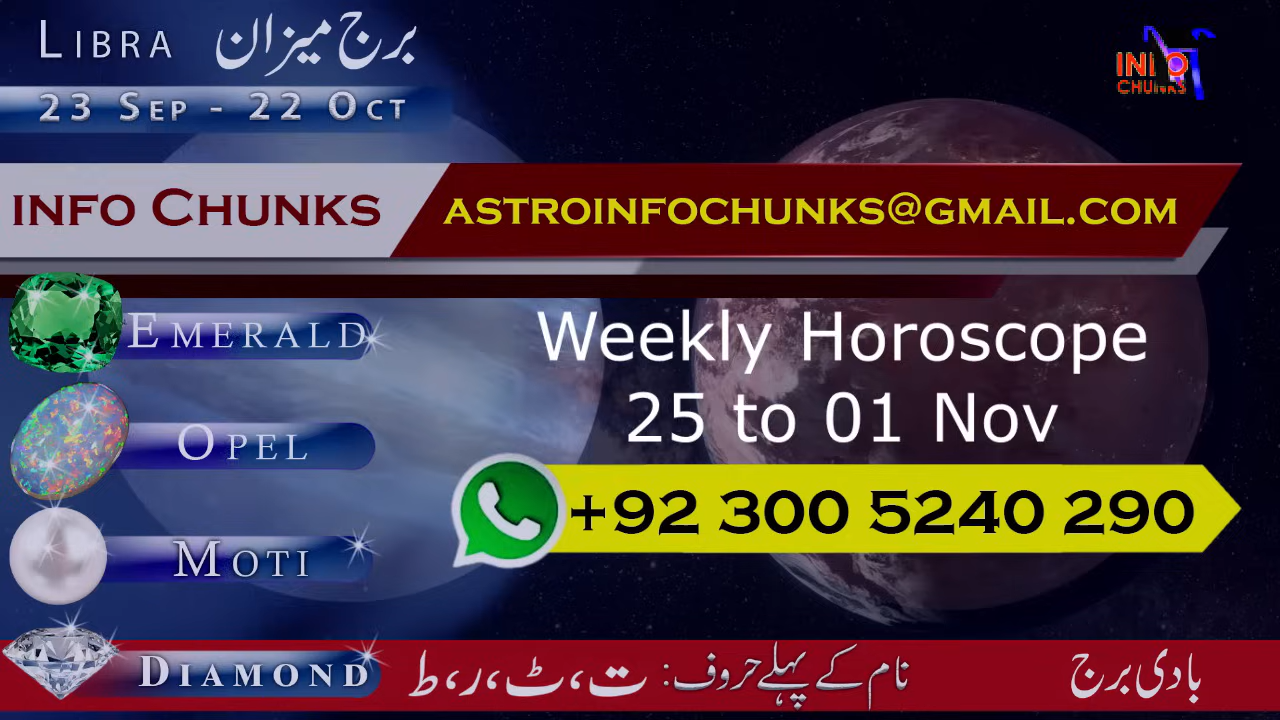 LIBRA برج میزان
23 SEP - 22 OCT
INFO CHUNKS
INFO CHUNKS ASTROINFOCHUNKS@GMAIL.COM
EMERALD
Weekly Horoscope
25 to 01 Nov
OPEL
+92 300 5240 290
MOTI
DIAMOND
نام کے پہلے حروف: ت، ٹ، ر، ط
بادی برج